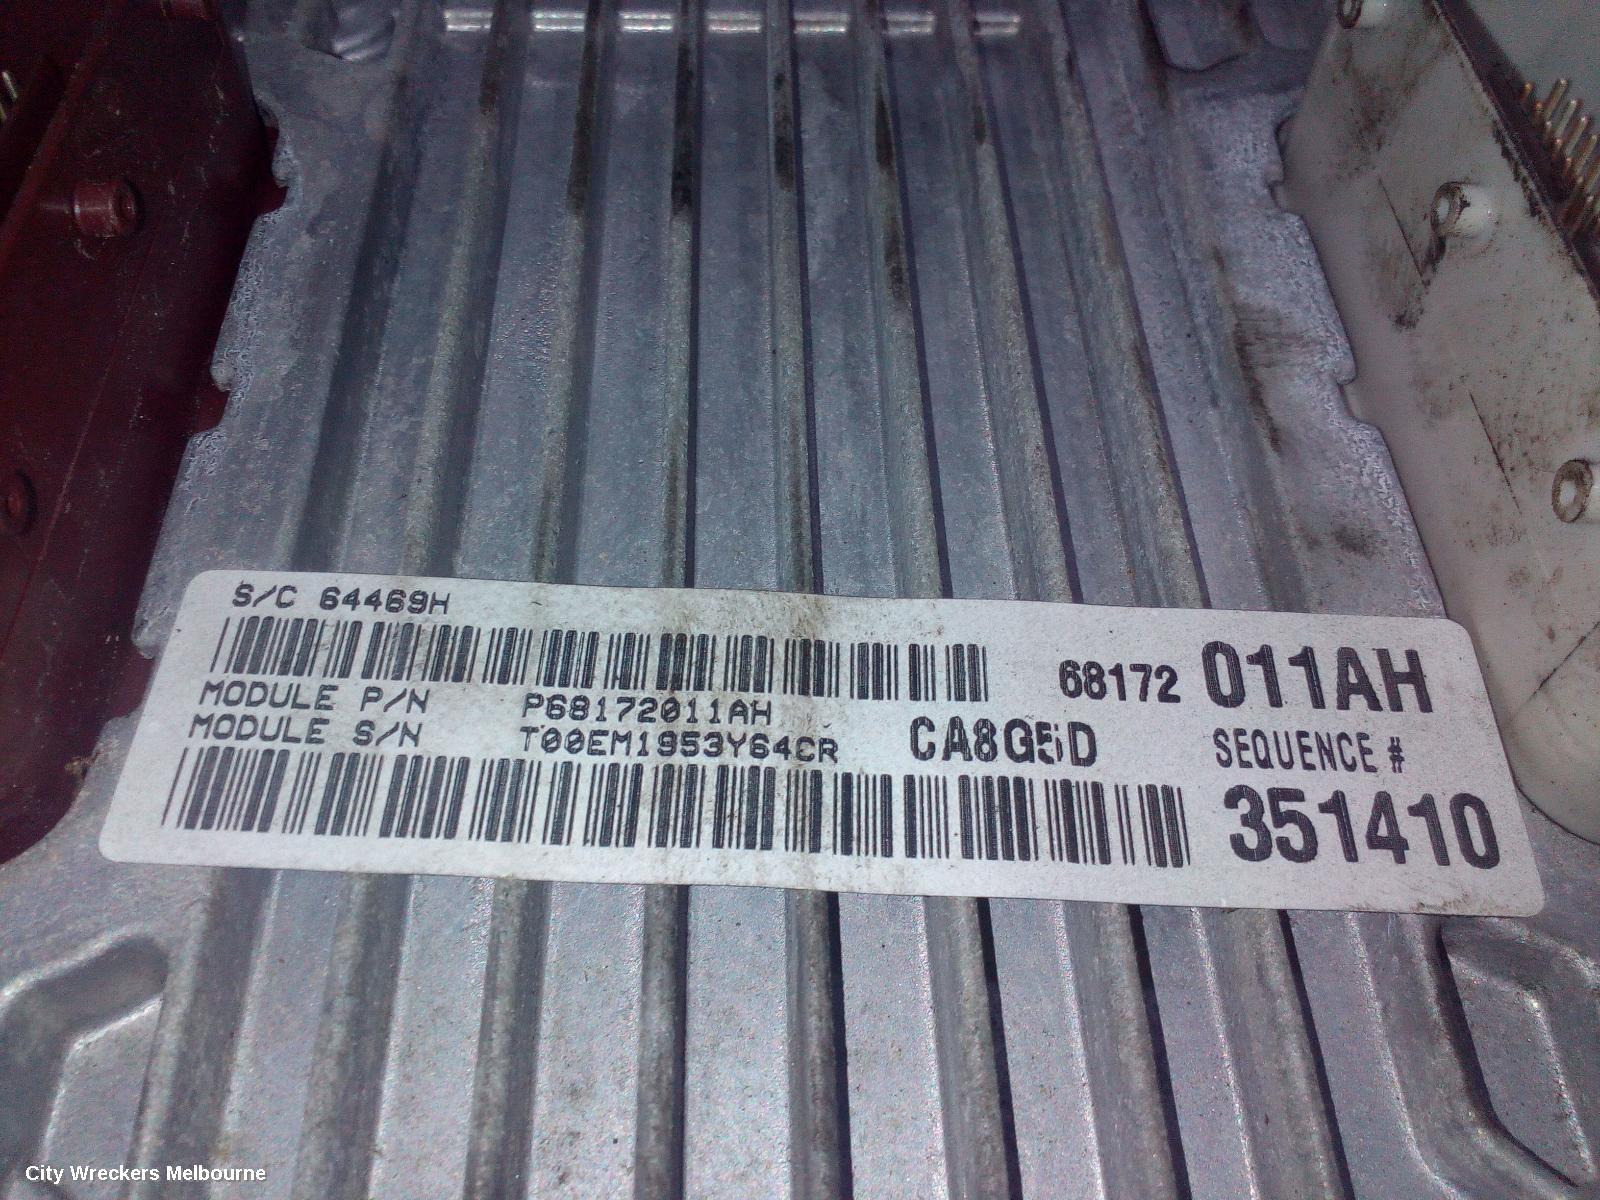 S/C 64469H
68172 011AH
MODULE P/N P68172011AH
MODULE S/N T00EM1953Y64CR
CA8G5D
SEQUENCE #
351410
City Wreckers Melbourne